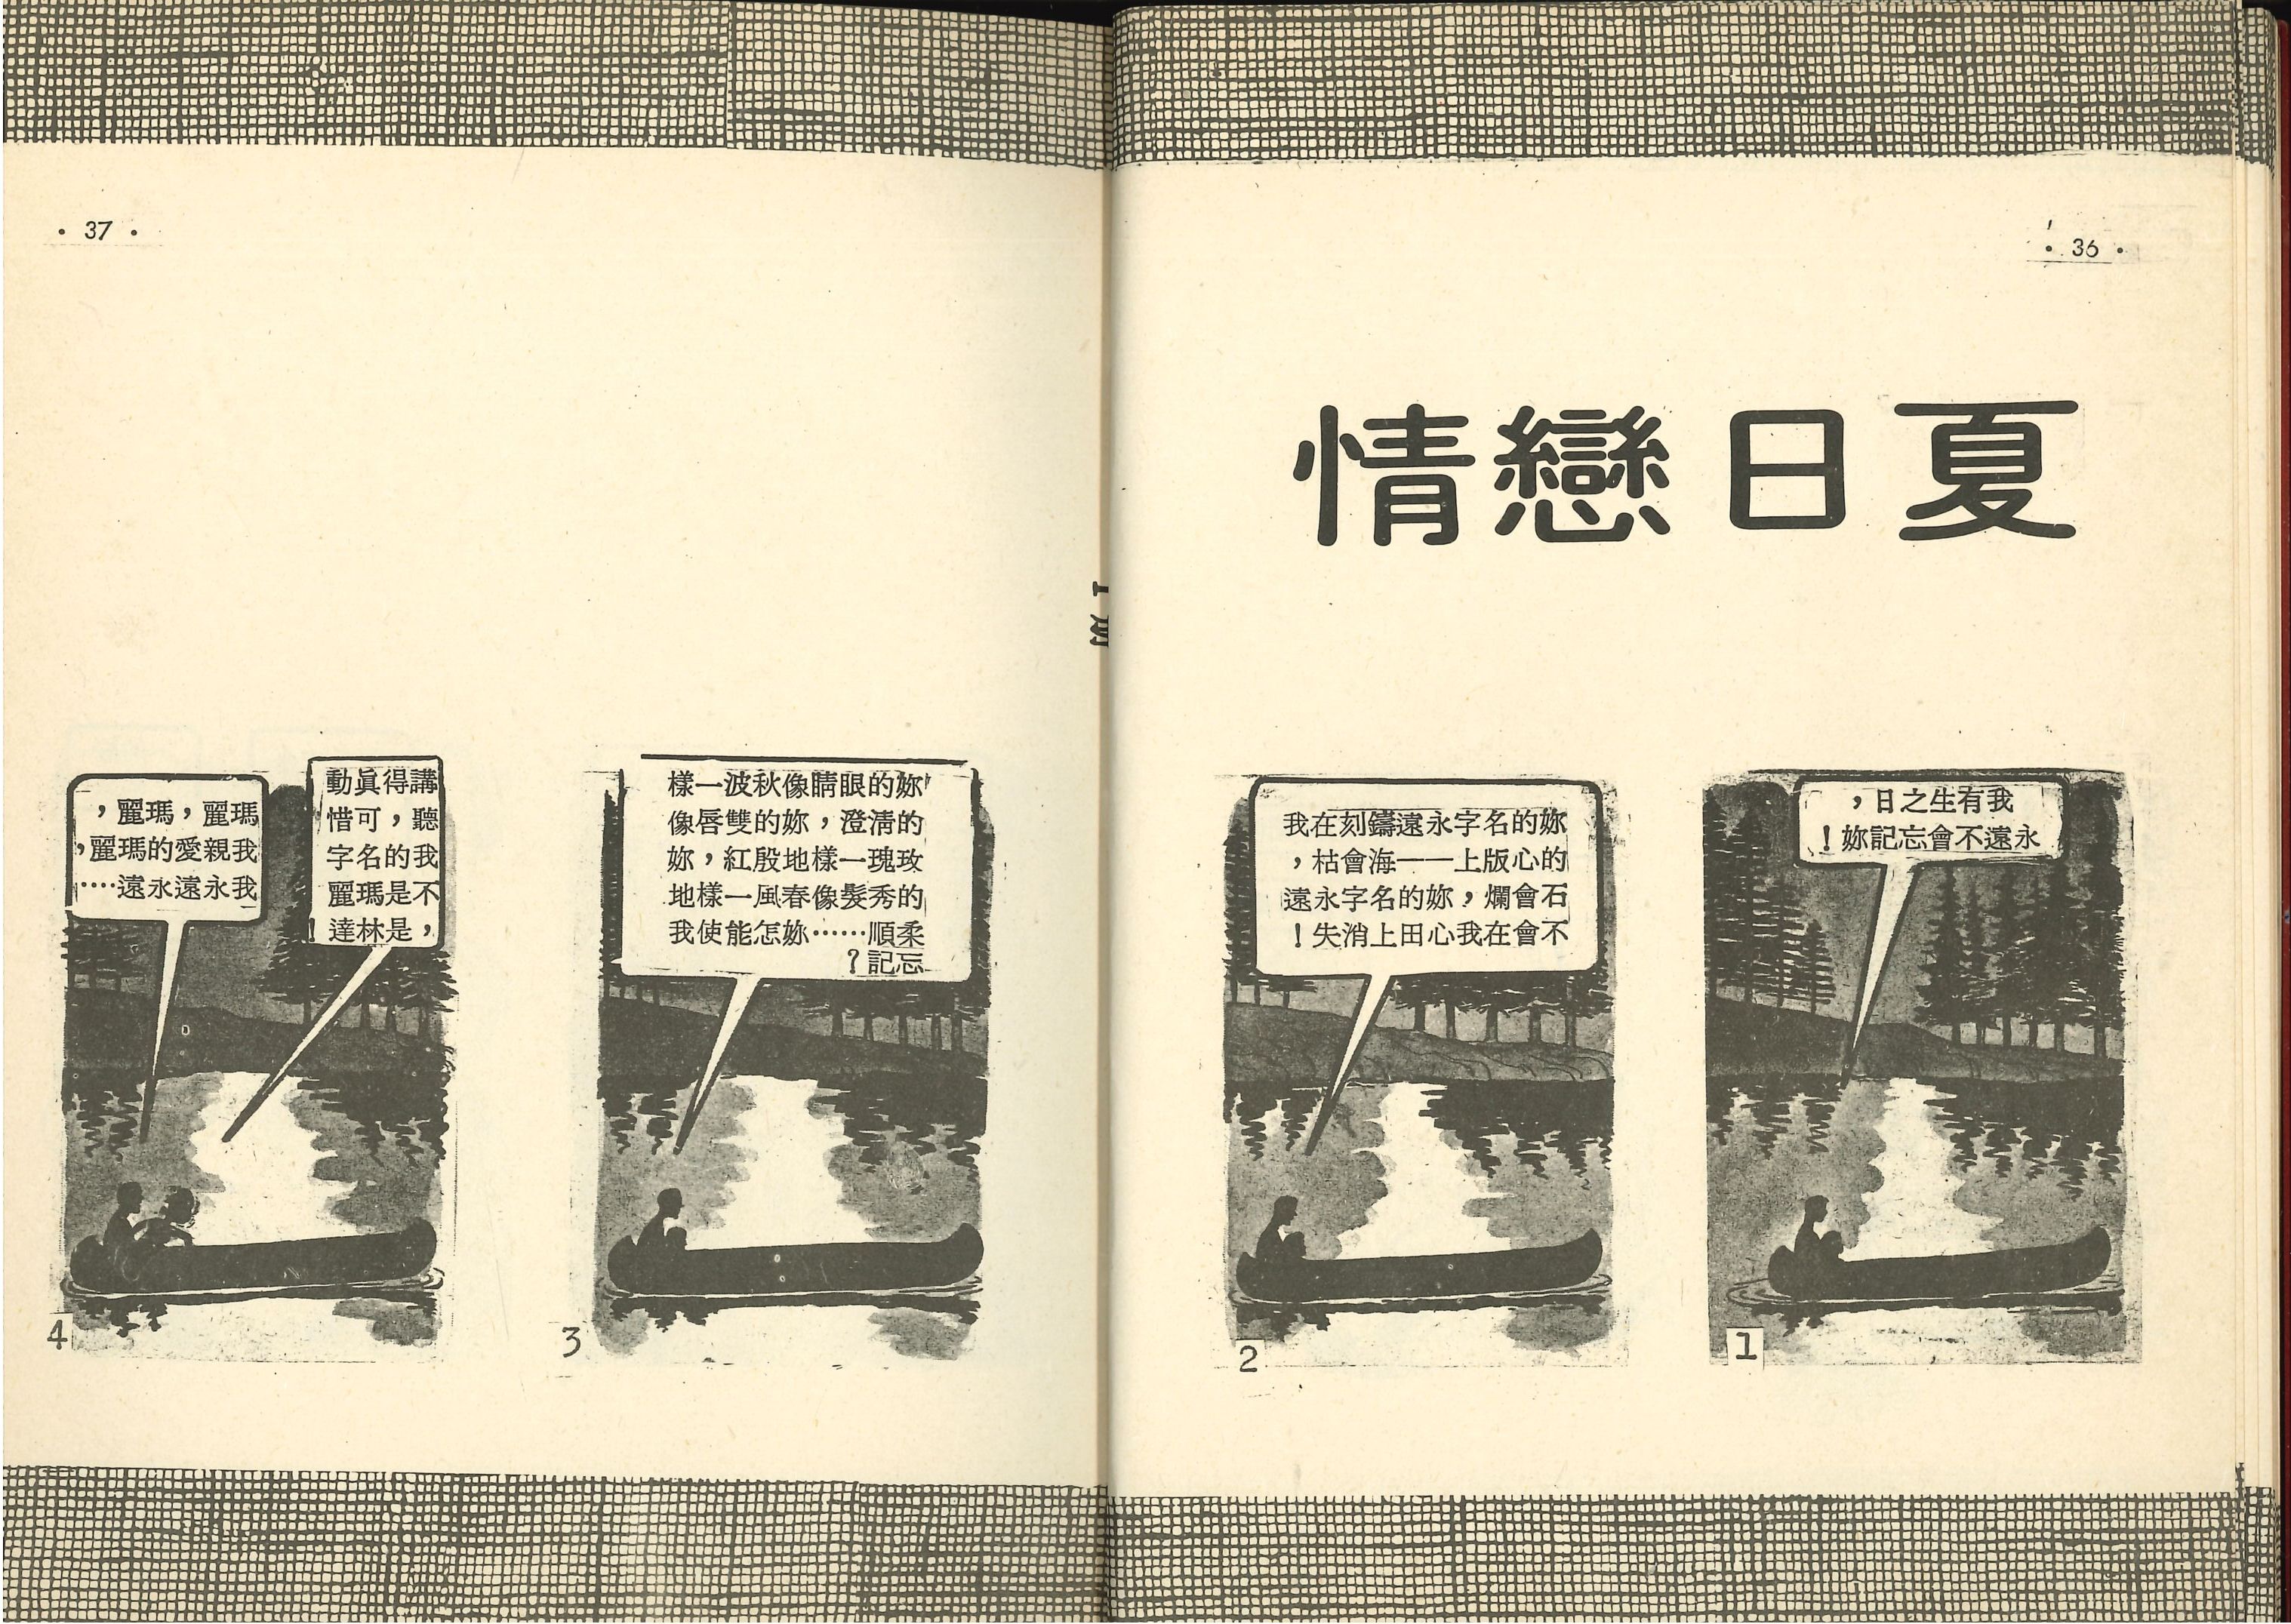 · 36 ·
夏日戀情
我有生之日，
永遠不會忘記妳！
1
妳的名字永遠鑄刻在我
的心版上——海會枯，
石會爛，妳的名字永遠
不會在我心田上消失！
2
· 37 ·
妳的眼睛像秋波一樣
的清澄，妳的雙唇像
玫瑰一樣地殷紅，妳
的秀髮像春風一樣地
柔順……妳怎能使我
忘記？
3
瑪麗，瑪麗，
我親愛的瑪麗，
我永遠永遠……
講得眞動
聽，可惜
我的名字
不是瑪麗
，是林達！
4